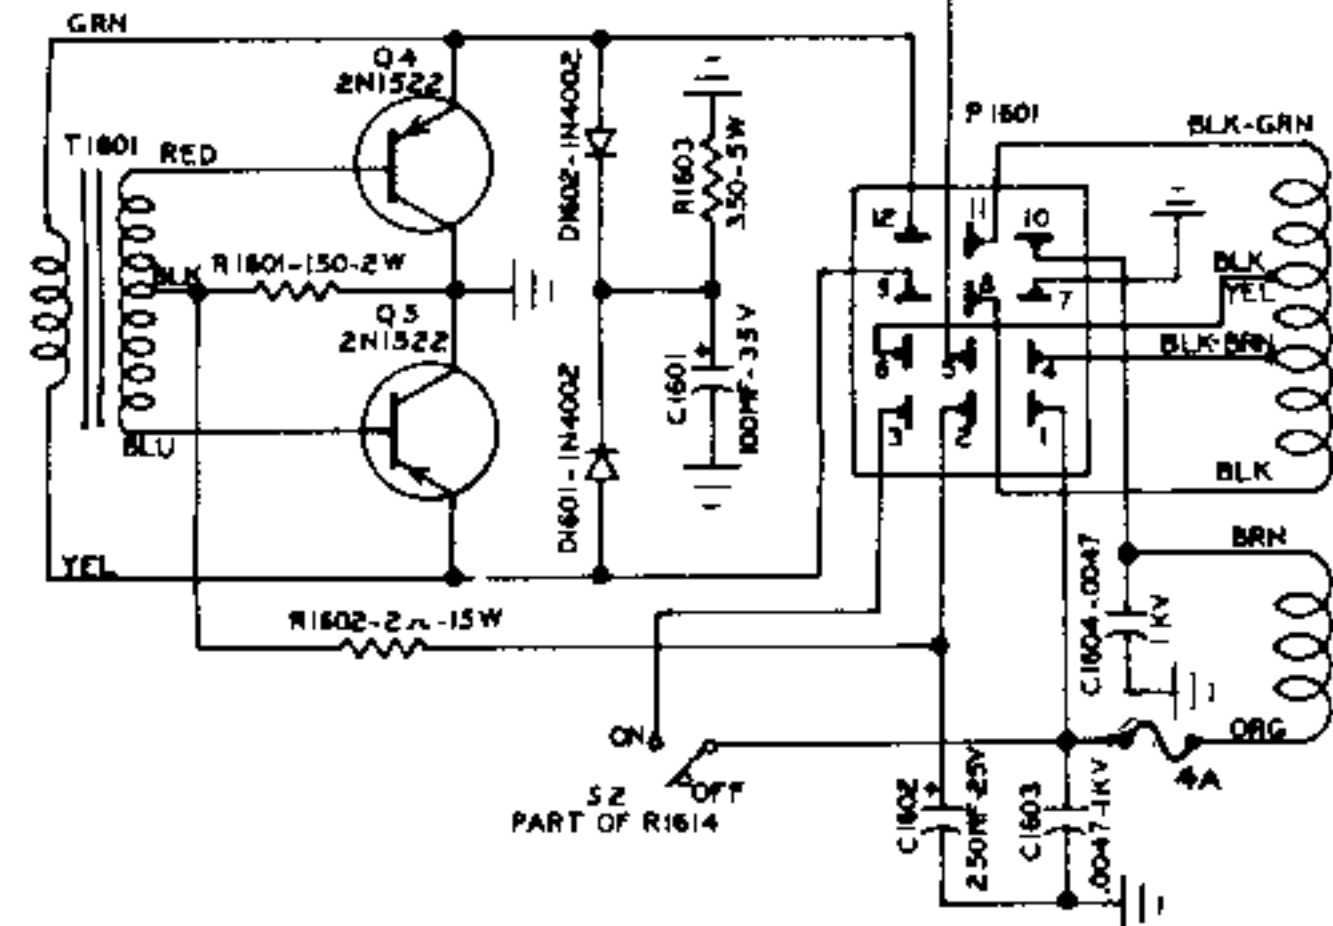 GRN
Q4
2N1522
T1601
RED
D1602-1N4002
R1603
350-5W
P1601
BLK-GRN
12
11
10
BLK
R1601-150-2W
9
8
7
BLK
YEL
Q3
2N1522
C1601
+
100MF-35V
6
5
4
BLK-BRN
3
2
1
BLU
D1601-1N4002
BLK
YEL
BRN
R1602-2Ω-15W
C1604-.0047
1KV
ON
OFF
S2
PART OF R1614
ORG
4A
C1602
+
250MF-25V
C1603
.0047-1KV